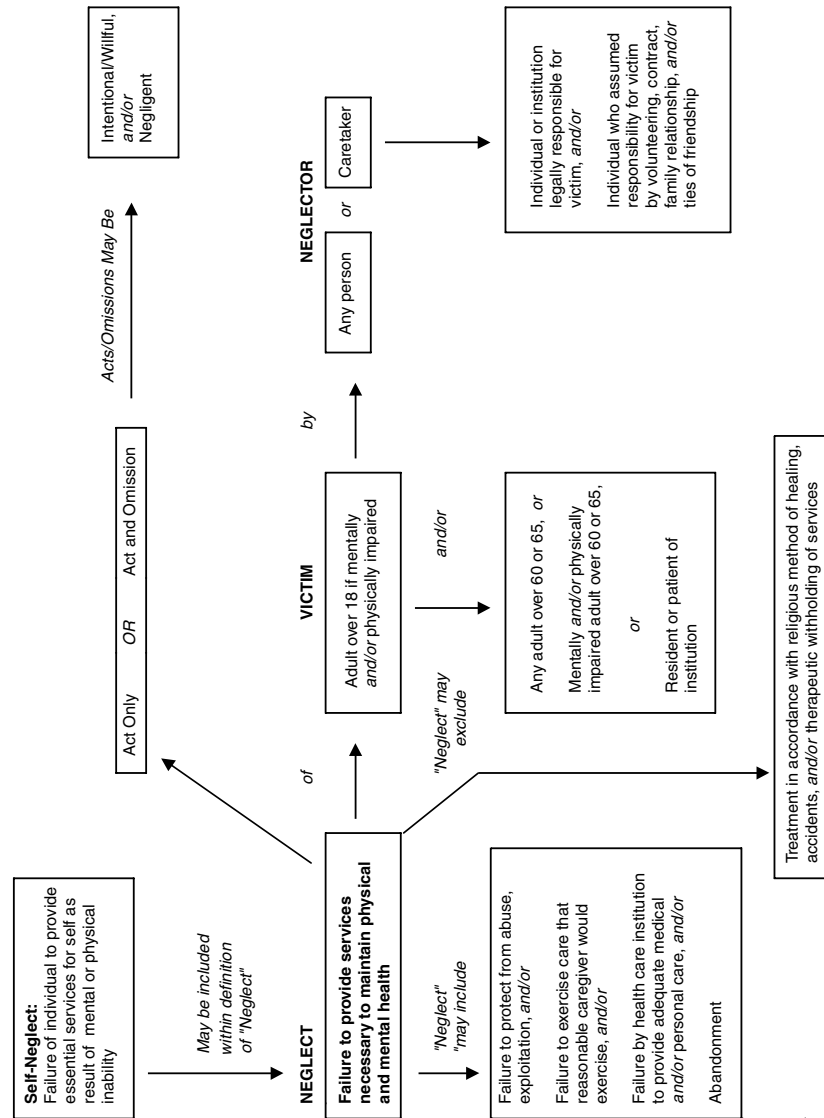 Self-Neglect:
Failure of individual to provide
essential services for self as
result of mental or physical
inability
May be included
within definition
of "Neglect"
Act Only OR Act and Omission
Acts/Omissions May Be
Intentional/Willful,
and/or
Negligent
NEGLECT
Failure to provide services
necessary to maintain physical
and mental health
of
VICTIM
Adult over 18 if mentally
and/or physically impaired
by
NEGLECTOR
Any person
or
Caretaker
"Neglect"
"may include
Failure to protect from abuse,
exploitation, and/or
Failure to exercise care that
reasonable caregiver would
exercise, and/or
Failure by health care institution
to provide adequate medical
and/or personal care, and/or
Abandonment
"Neglect" may
exclude
Treatment in accordance with religious method of healing,
accidents, and/or therapeutic withholding of services
and/or
Any adult over 60 or 65, or
Mentally and/or physically
impaired adult over 60 or 65,
or
Resident or patient of
institution
Individual or institution
legally responsible for
victim, and/or
Individual who assumed
responsibility for victim
by volunteering, contract,
family relationship, and/or
ties of friendship